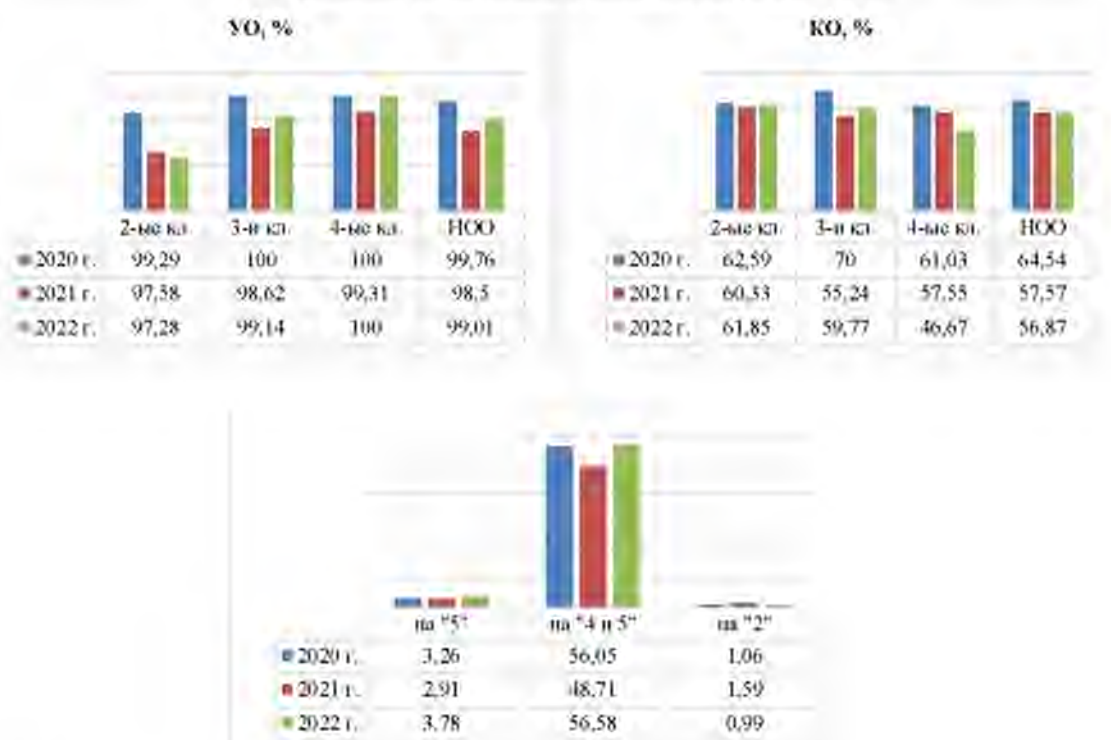 УО, %
2-ые кл. 3-и кл. 4-ые кл. НОО
2020 г. 99,29 100 100 99,76
2021 г. 97,58 98,62 99,31 98,5
2022 г. 97,28 99,14 100 99,01
КО, %
2-ые кл. 3-и кл. 4-ые кл. НОО
2020 г. 62,59 70 61,03 64,54
2021 г. 60,53 55,24 57,55 57,57
2022 г. 61,85 59,77 46,67 56,87
на "5" на "4 и 5" на "2"
2020 г. 3,26 56,05 1,06
2021 г. 2,91 48,71 1,59
2022 г. 3,78 56,58 0,99